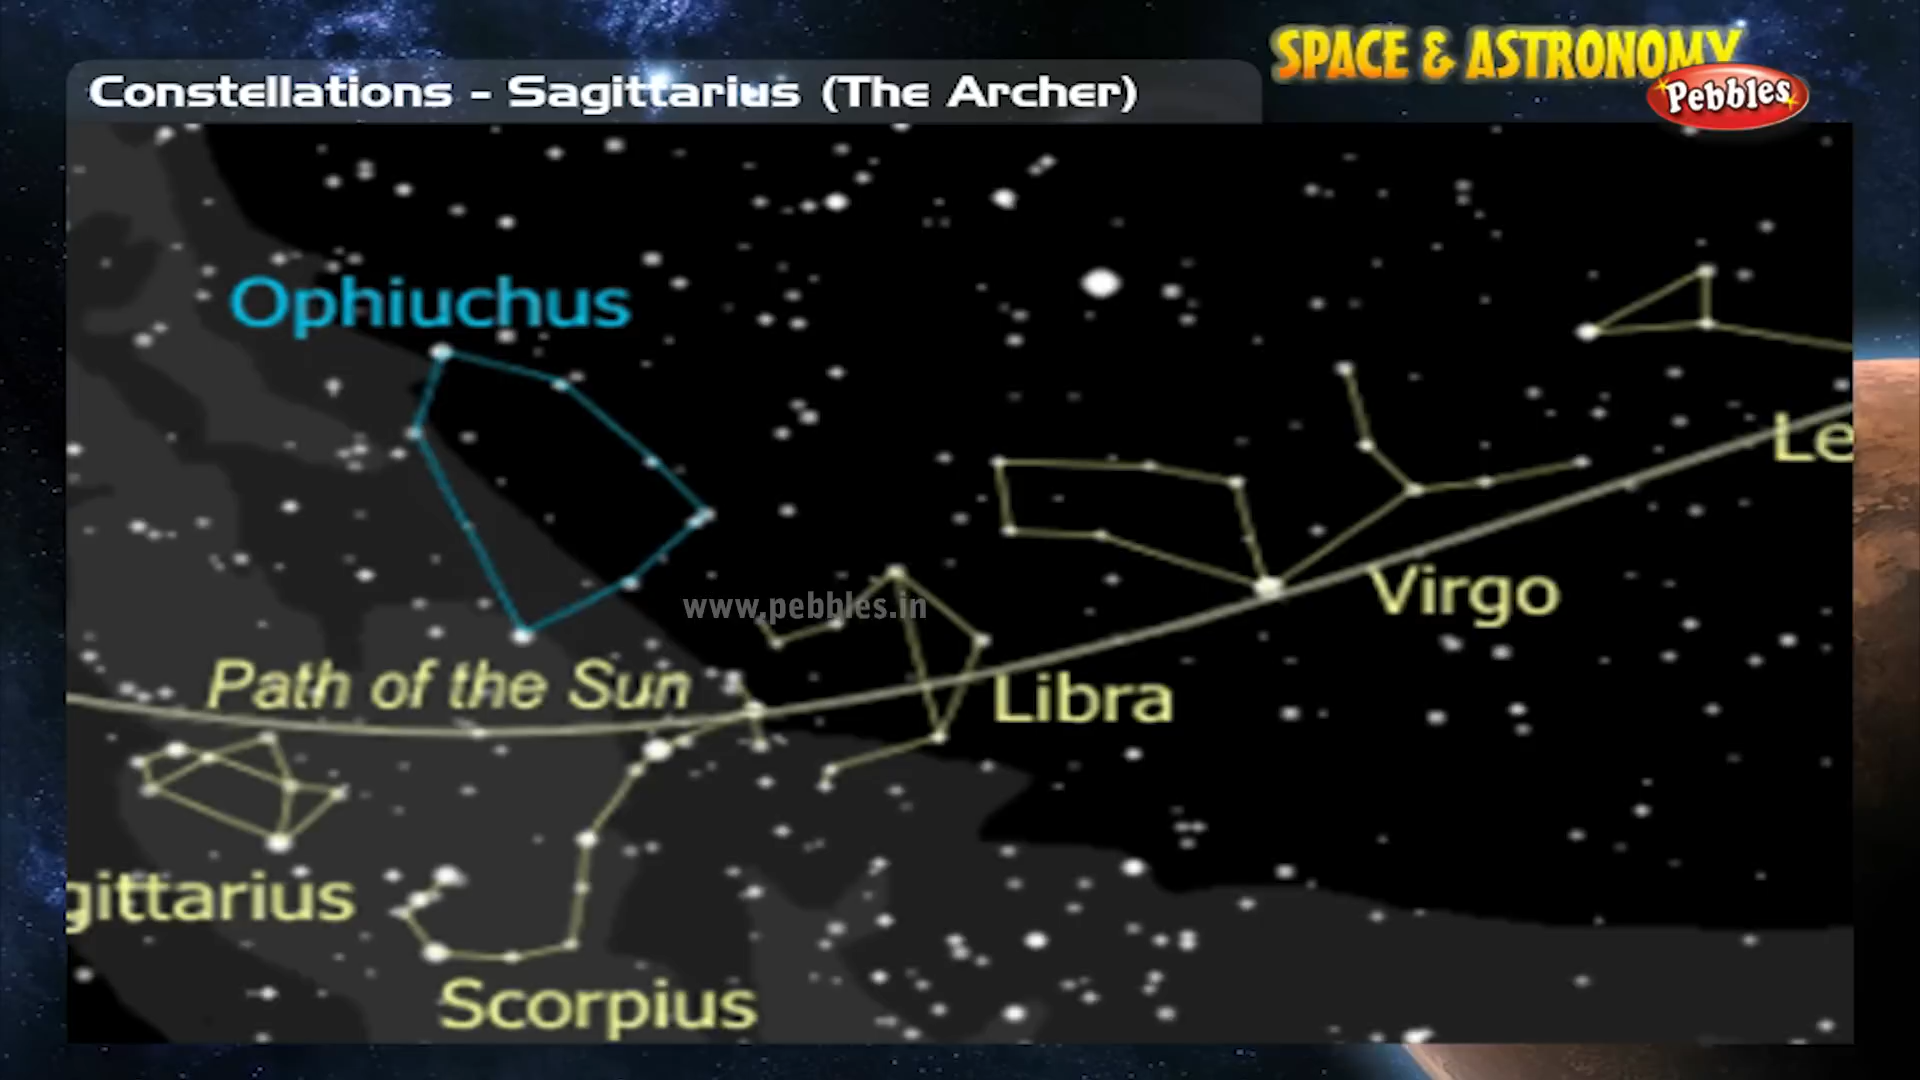 SPACE & ASTRONOMY
Pebbles
Constellations - Sagittarius (The Archer)
Ophiuchus
Le
Virgo
www.pebbles.in
Path of the Sun
Libra
gittarius
Scorpius